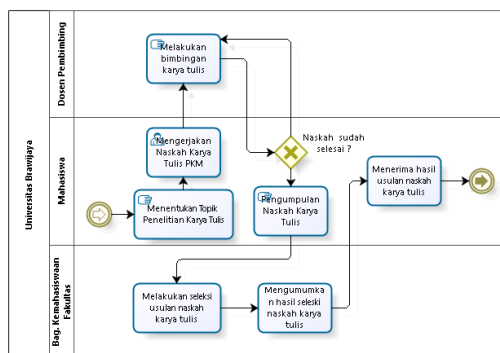 Universitas Brawijaya
Dosen Pembimbing
Melakukan
bimbingan
karya tulis
Mahasiswa
Mengerjakan
Naskah Karya
Tulis PKM
Menentukan Topik
Penelitian Karya Tulis
Naskah sudah
selesai ?
Pengumpulan
Naskah Karya
Tulis
Menerima hasil
usulan naskah
karya tulis
Bag. Kemahasiswaan
Fakultas
Melakukan seleksi
usulan naskah
karya tulis
Mengumumka
n hasil seleski
naskah karya
tulis